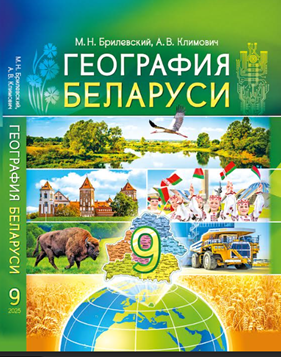 М. Н. Брилевский, А. В. Климович
ГЕОГРАФИЯ
БЕЛАРУСИ
9
М. Н. Брилевский,
А. В. Климович
ГЕОГРАФИЯ БЕЛАРУСИ
9
2025